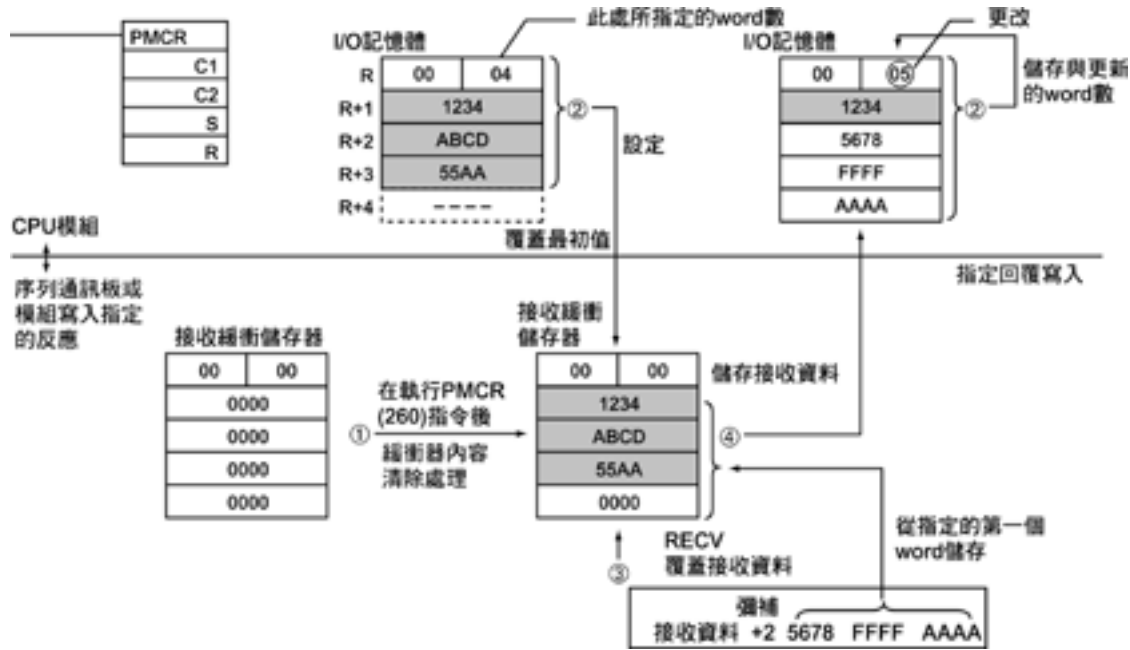 PMCR
C1
C2
S
R
I/O記憶體
此處所指定的word數
R 00 04
R+1 1234
R+2 ABCD
R+3 55AA
R+4 ----
②
設定
覆蓋最初值
I/O記憶體
更改
00 05
1234
5678
FFFF
AAAA
②
儲存與更新
的word數
CPU模組
序列通訊板或
模組寫入指定
的反應
指定回覆寫入
接收緩衝儲存器
00 00
0000
0000
0000
0000
①
在執行PMCR
(260)指令後
緩衝器內容
清除處理
接收緩衝
儲存器
00 00
1234
ABCD
55AA
0000
儲存接收資料
④
③
RECV
覆蓋接收資料
從指定的第一個
word儲存
彌補
接收資料 +2 5678 FFFF AAAA